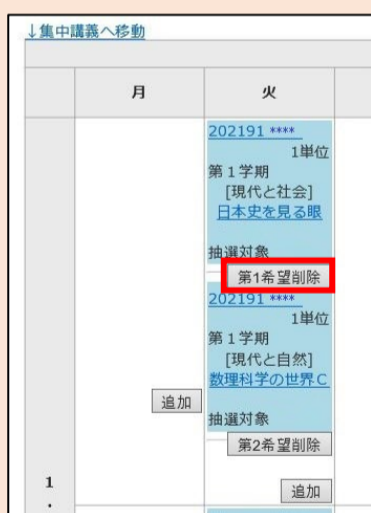 ↓集中講義へ移動
月
火
202191 ****
1単位
第1学期
[現代と社会]
日本史を見る眼
抽選対象
第1希望削除
202191 ****
1単位
第1学期
[現代と自然]
数理科学の世界C
追加
抽選対象
第2希望削除
1
・
追加